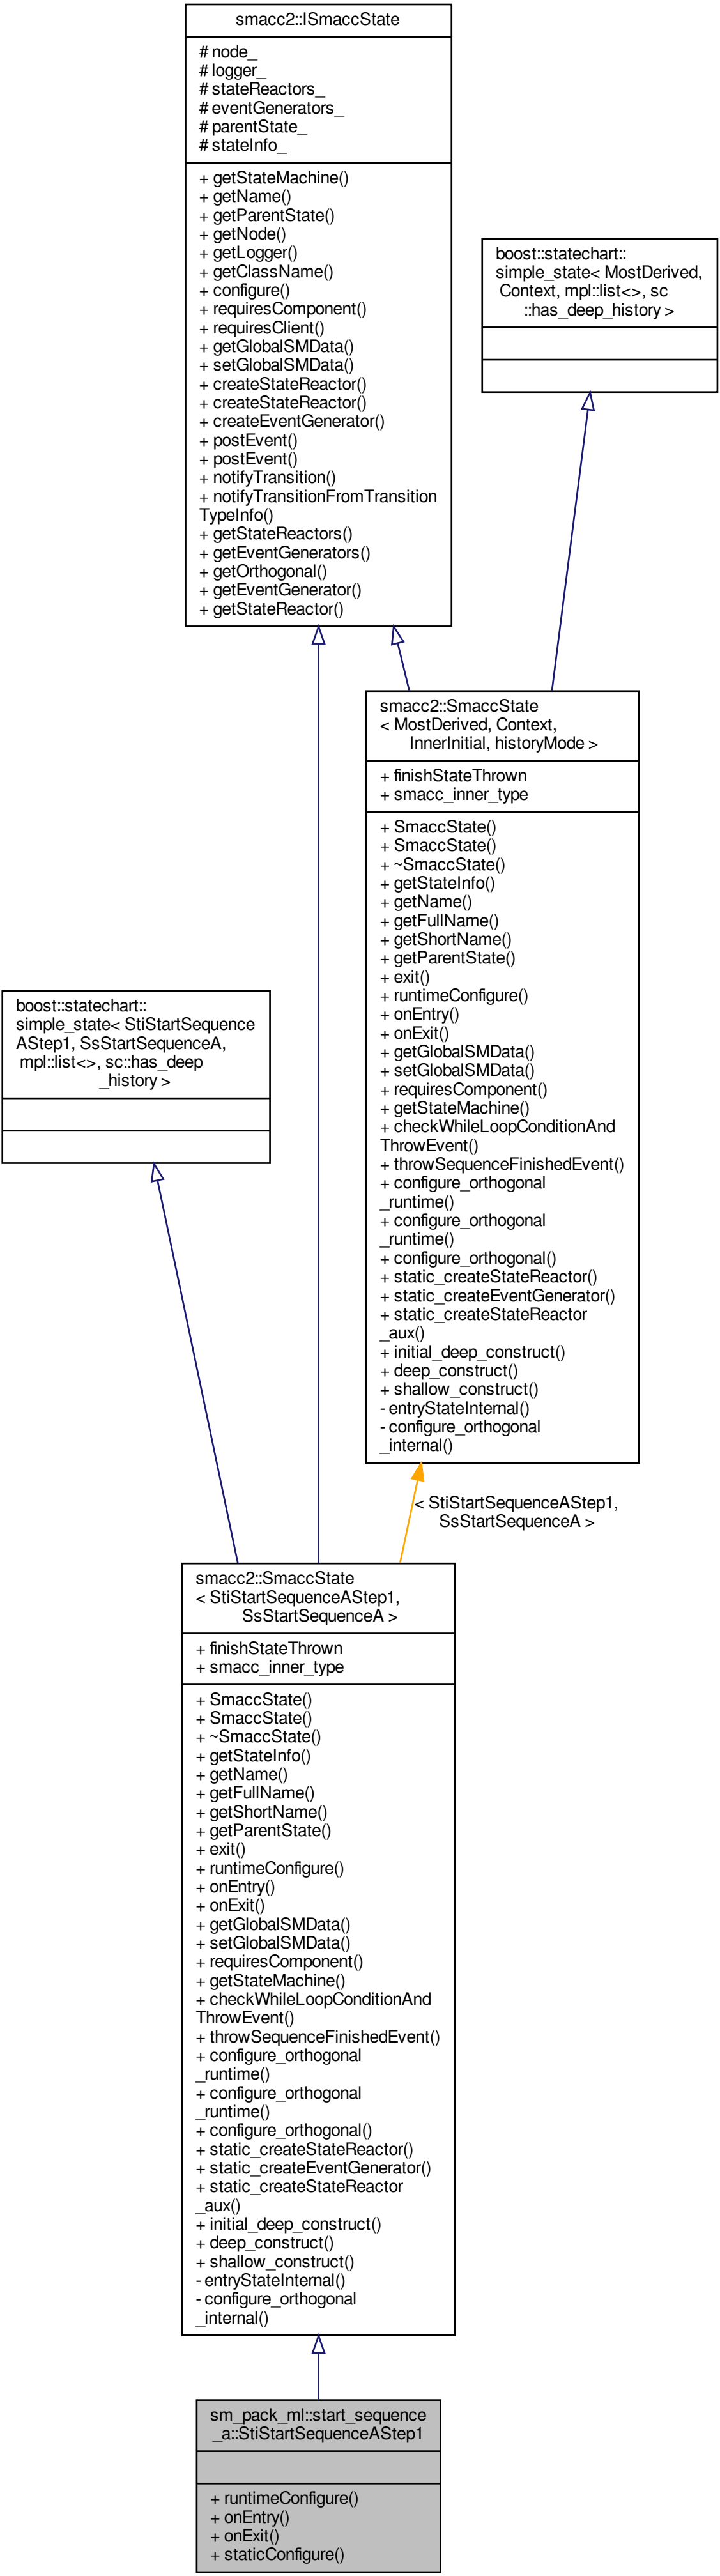 smacc2::ISmaccState
# node_
# logger_
# stateReactors_
# eventGenerators_
# parentState_
# stateInfo_
+ getStateMachine()
+ getName()
+ getParentState()
+ getNode()
+ getLogger()
+ getClassName()
+ configure()
+ requiresComponent()
+ requiresClient()
+ getGlobalSMData()
+ setGlobalSMData()
+ createStateReactor()
+ createStateReactor()
+ createEventGenerator()
+ postEvent()
+ postEvent()
+ notifyTransition()
+ notifyTransitionFromTransition
TypeInfo()
+ getStateReactors()
+ getEventGenerators()
+ getOrthogonal()
+ getEventGenerator()
+ getStateReactor()
boost::statechart::
simple_state< MostDerived,
Context, mpl::list<>, sc
::has_deep_history >
smacc2::SmaccState
< MostDerived, Context,
InnerInitial, historyMode >
+ finishStateThrown
+ smacc_inner_type
+ SmaccState()
+ SmaccState()
+ ~SmaccState()
+ getStateInfo()
+ getName()
+ getFullName()
+ getShortName()
+ getParentState()
+ exit()
+ runtimeConfigure()
+ onEntry()
+ onExit()
+ getGlobalSMData()
+ setGlobalSMData()
+ requiresComponent()
+ getStateMachine()
+ checkWhileLoopConditionAnd
ThrowEvent()
+ throwSequenceFinishedEvent()
+ configure_orthogonal
_runtime()
+ configure_orthogonal
_runtime()
+ configure_orthogonal()
+ static_createStateReactor()
+ static_createEventGenerator()
+ static_createStateReactor
_aux()
+ initial_deep_construct()
+ deep_construct()
+ shallow_construct()
- entryStateInternal()
- configure_orthogonal
_internal()
boost::statechart::
simple_state< StiStartSequence
AStep1, SsStartSequenceA,
mpl::list<>, sc::has_deep
_history >
< StiStartSequenceAStep1,
SsStartSequenceA >
smacc2::SmaccState
< StiStartSequenceAStep1,
SsStartSequenceA >
+ finishStateThrown
+ smacc_inner_type
+ SmaccState()
+ SmaccState()
+ ~SmaccState()
+ getStateInfo()
+ getName()
+ getFullName()
+ getShortName()
+ getParentState()
+ exit()
+ runtimeConfigure()
+ onEntry()
+ onExit()
+ getGlobalSMData()
+ setGlobalSMData()
+ requiresComponent()
+ getStateMachine()
+ checkWhileLoopConditionAnd
ThrowEvent()
+ throwSequenceFinishedEvent()
+ configure_orthogonal
_runtime()
+ configure_orthogonal
_runtime()
+ configure_orthogonal()
+ static_createStateReactor()
+ static_createEventGenerator()
+ static_createStateReactor
_aux()
+ initial_deep_construct()
+ deep_construct()
+ shallow_construct()
- entryStateInternal()
- configure_orthogonal
_internal()
sm_pack_ml::start_sequence
_a::StiStartSequenceAStep1
+ runtimeConfigure()
+ onEntry()
+ onExit()
+ staticConfigure()